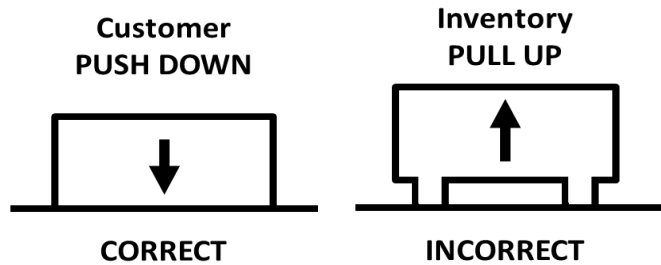 Customer
PUSH DOWN
CORRECT
Inventory
PULL UP
INCORRECT